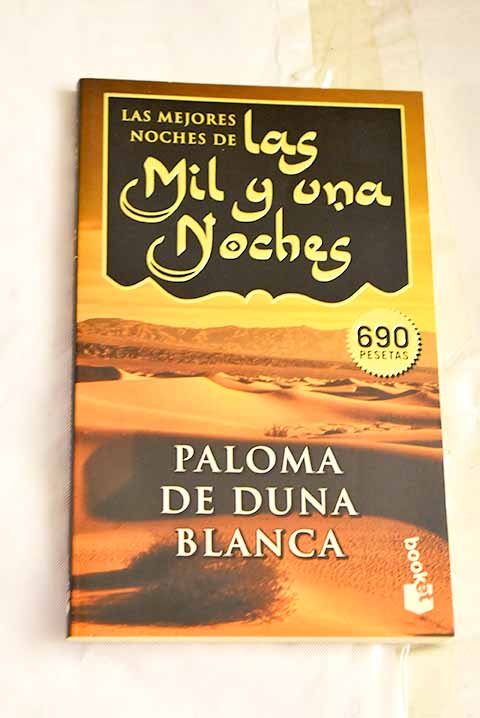 LAS MEJORES
NOCHES DE las
Mil y una
Noches
690
PESETAS
PALOMA
DE DUNA
BLANCA
booket